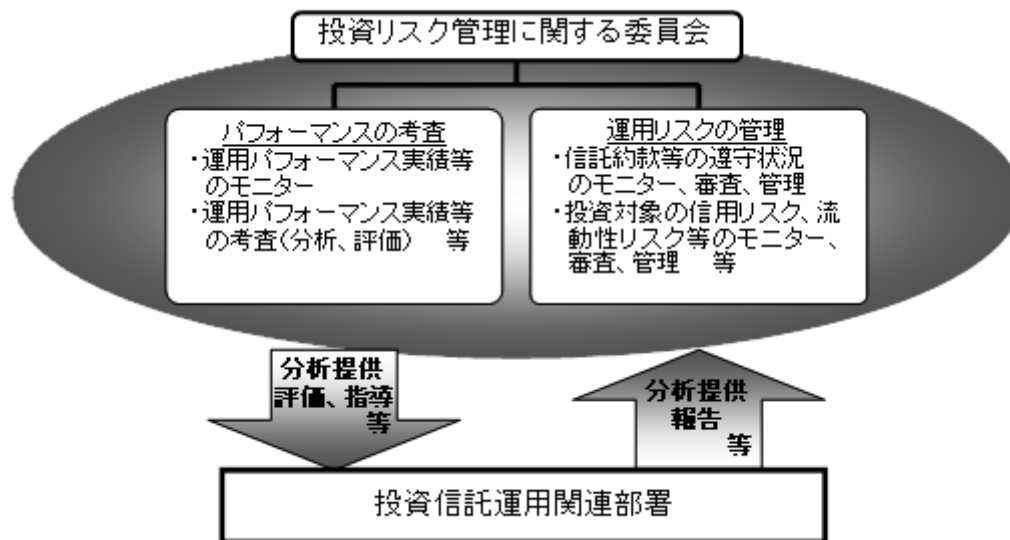 投資リスク管理に関する委員会
パフォーマンスの考査
・運用パフォーマンス実績等
のモニター
・運用パフォーマンス実績等
の考査(分析、評価) 等
運用リスクの管理
・信託約款等の遵守状況
のモニター、審査、管理
・投資対象の信用リスク、流
動性リスク等のモニター、
審査、管理 等
分析提供
評価、指導
等
分析提供
報告
等
投資信託運用関連部署